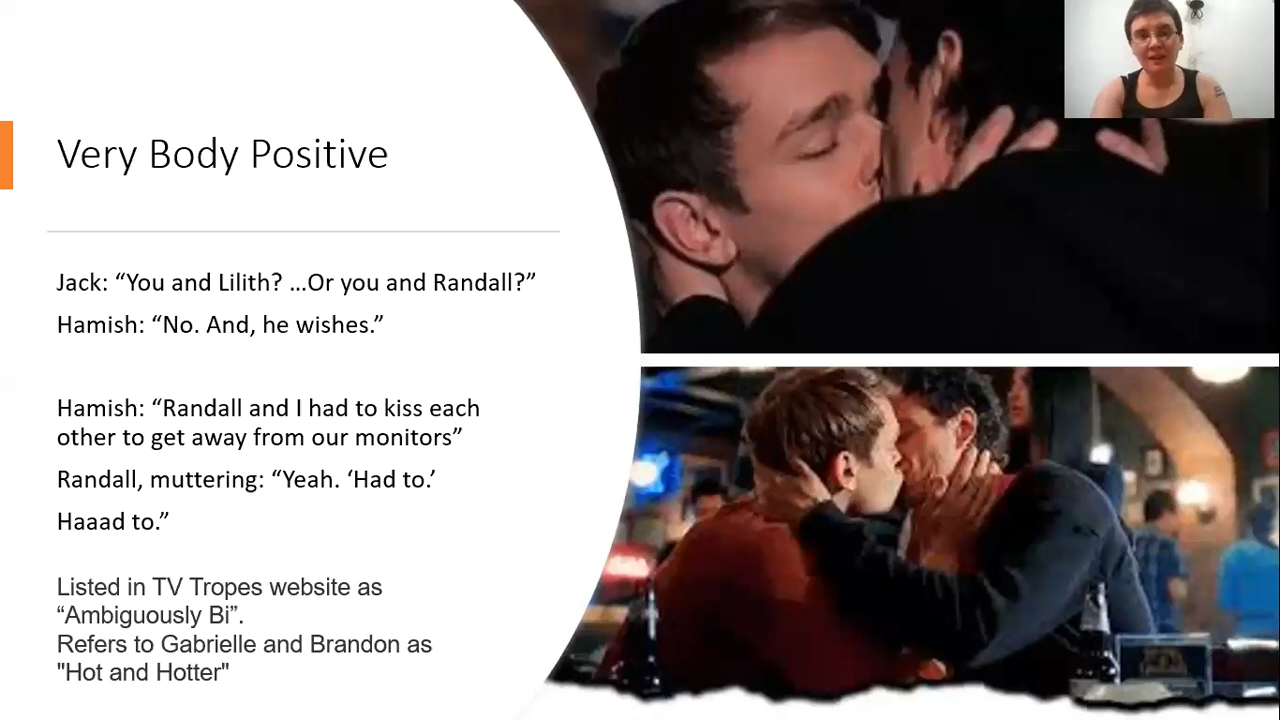 Very Body Positive
Jack: “You and Lilith? …Or you and Randall?”
Hamish: “No. And, he wishes.”
Hamish: “Randall and I had to kiss each
other to get away from our monitors”
Randall, muttering: “Yeah. ‘Had to.’
Haaad to.”
Listed in TV Tropes website as
“Ambiguously Bi”.
Refers to Gabrielle and Brandon as
"Hot and Hotter"